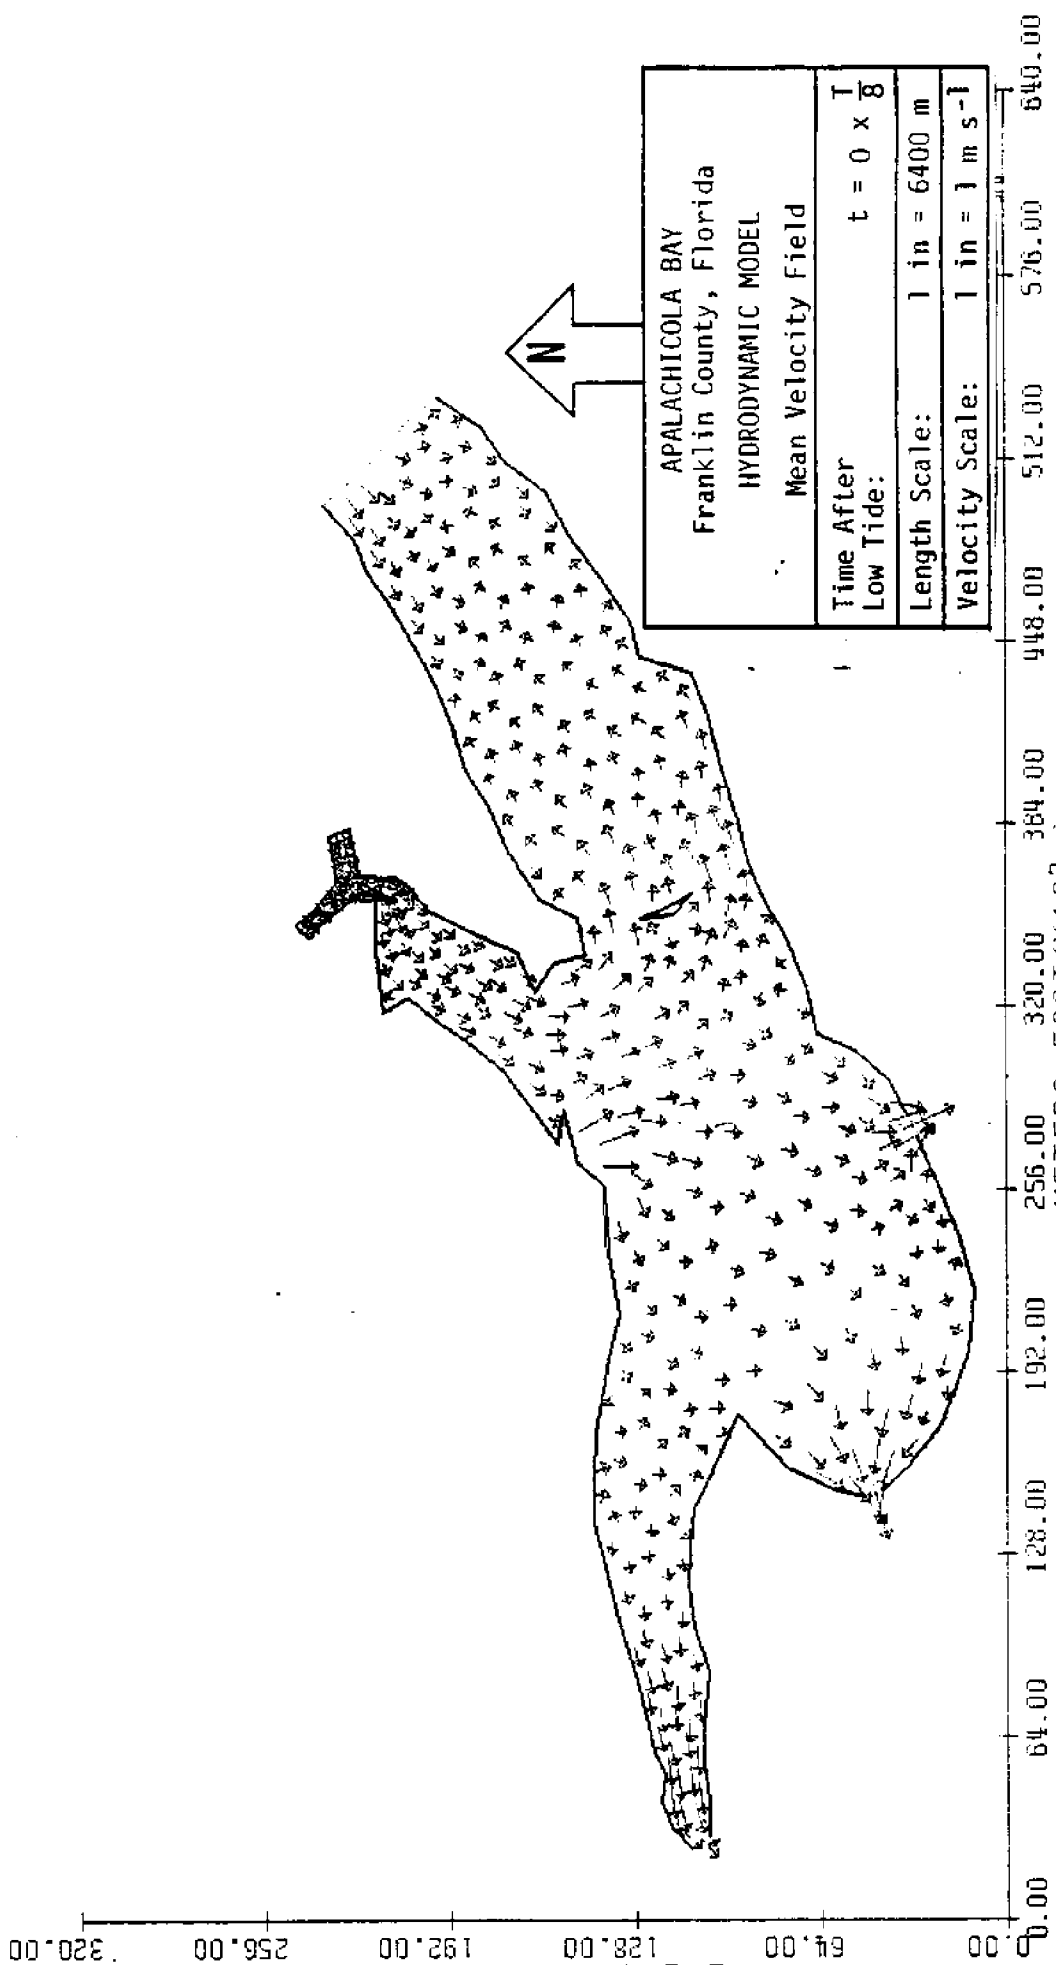 320.00
256.00
192.00
128.00
64.00
0.00
0.00
64.00
128.00
192.00
256.00
320.00
384.00
448.00
512.00
576.00
640.00
N
APALACHICOLA BAY
Franklin County, Florida
HYDRODYNAMIC MODEL
Mean Velocity Field
Time After
Low Tide: t = 0 x T/8
Length Scale: 1 in = 6400 m
Velocity Scale: 1 in = 1 m s-1